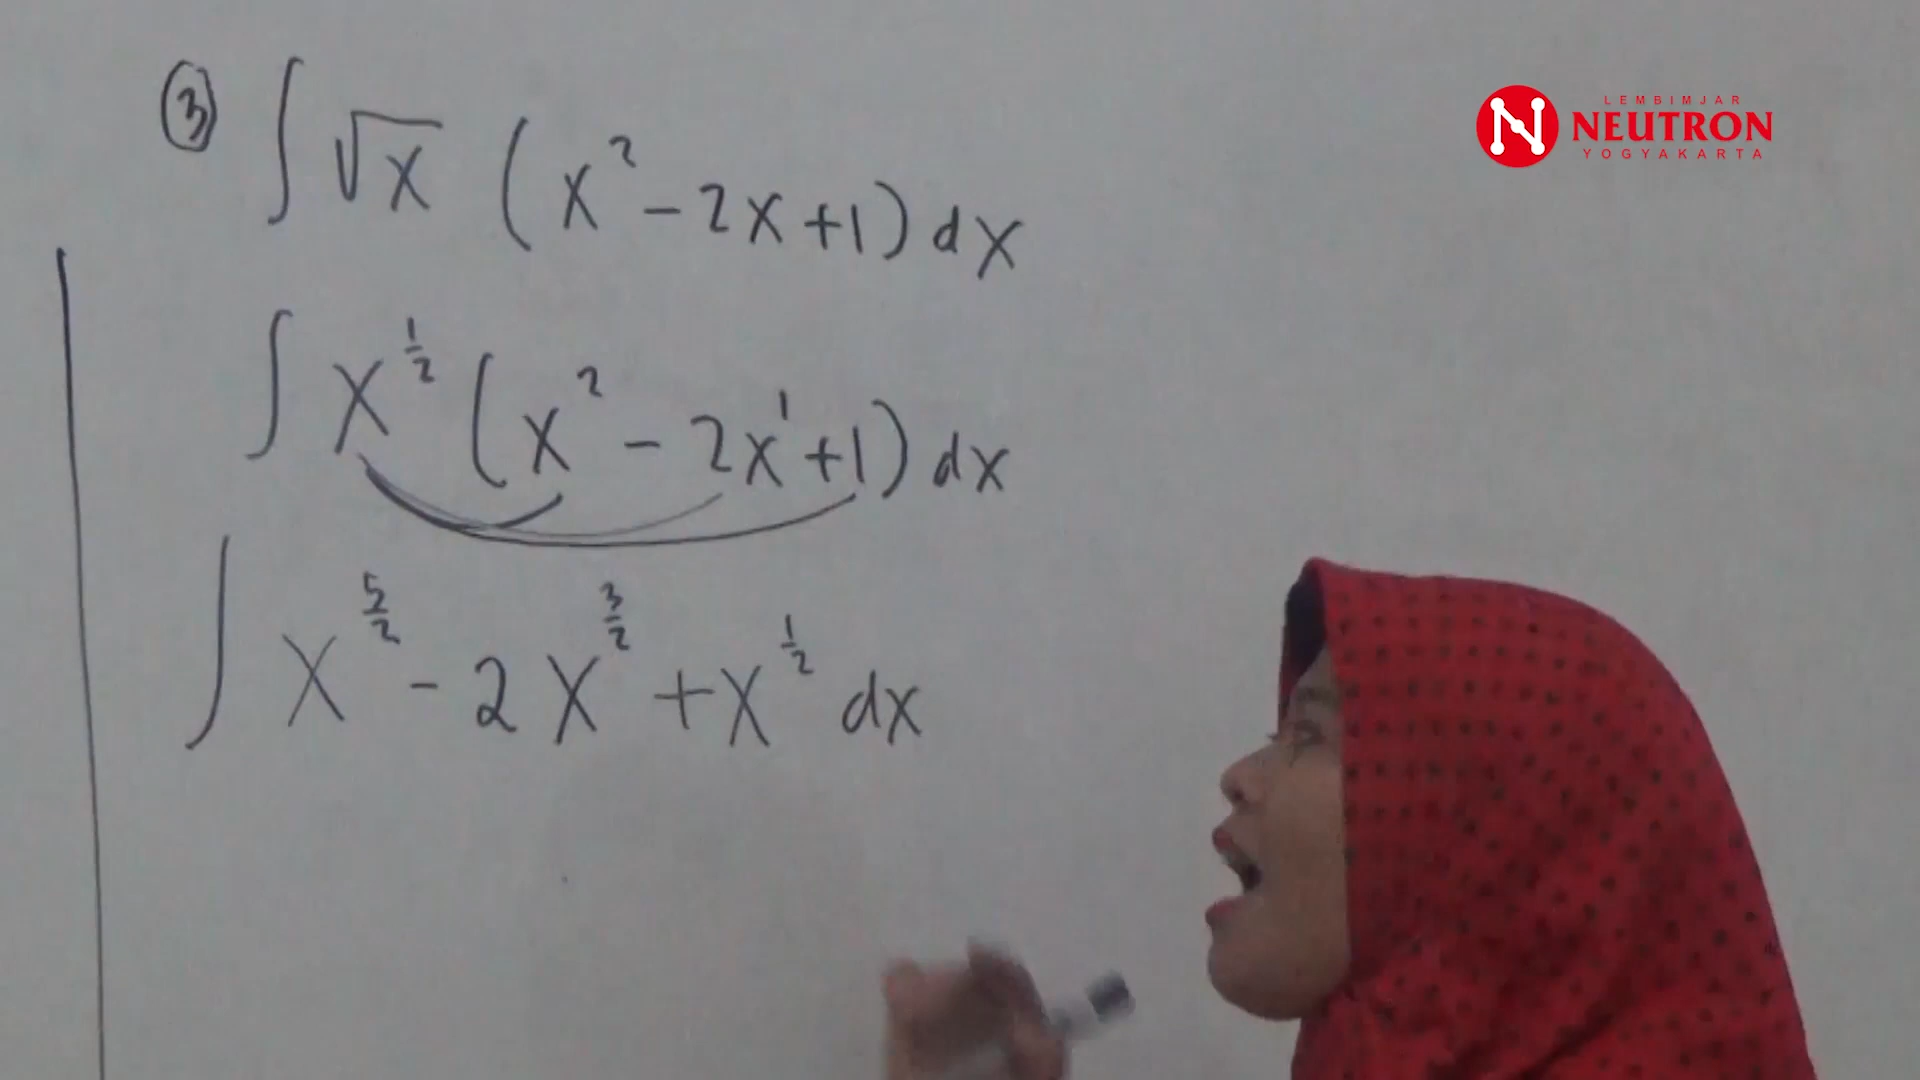 ③ ∫ √x (x² - 2x + 1) dx
∫ x^(1/2) (x² - 2x¹ + 1) dx
∫ x^(5/2) - 2x^(3/2) + x^(1/2) dx
LEMBIMJAR
NEUTRON
YOGYAKARTA